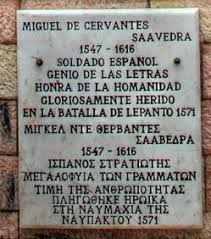 MIGUEL DE CERVANTES
SAAVEDRA
1547 - 1616
SOLDADO ESPAÑOL
GENIO DE LAS LETRAS
HONRA DE LA HOMANIDAD
GLORIOSAMENTE HERIDO
EN LA BATALLA DE LEPANTO 1571
ΜΙΓΚΕΛ ΝΤΕ ΘΕΡΒΑΝΤΕΣ
ΣΑΑΒΕΔΡΑ
1547 - 1616
ΙΣΠΑΝΟΣ ΣΤΡΑΤΙΩΤΗΣ
ΜΕΓΑΛΟΦΥΙΑ ΤΩΝ ΓΡΑΜΜΑΤΩΝ
ΤΙΜΗ ΤΗΣ ΑΝΘΡΩΠΟΤΗΤΑΣ
ΠΛΗΓΩΘΗΚΕ ΗΡΩΙΚΑ
ΣΤΗ ΝΑΥΜΑΧΙΑ ΤΗΣ
ΝΑΥΠΑΚΤΟΥ 1571